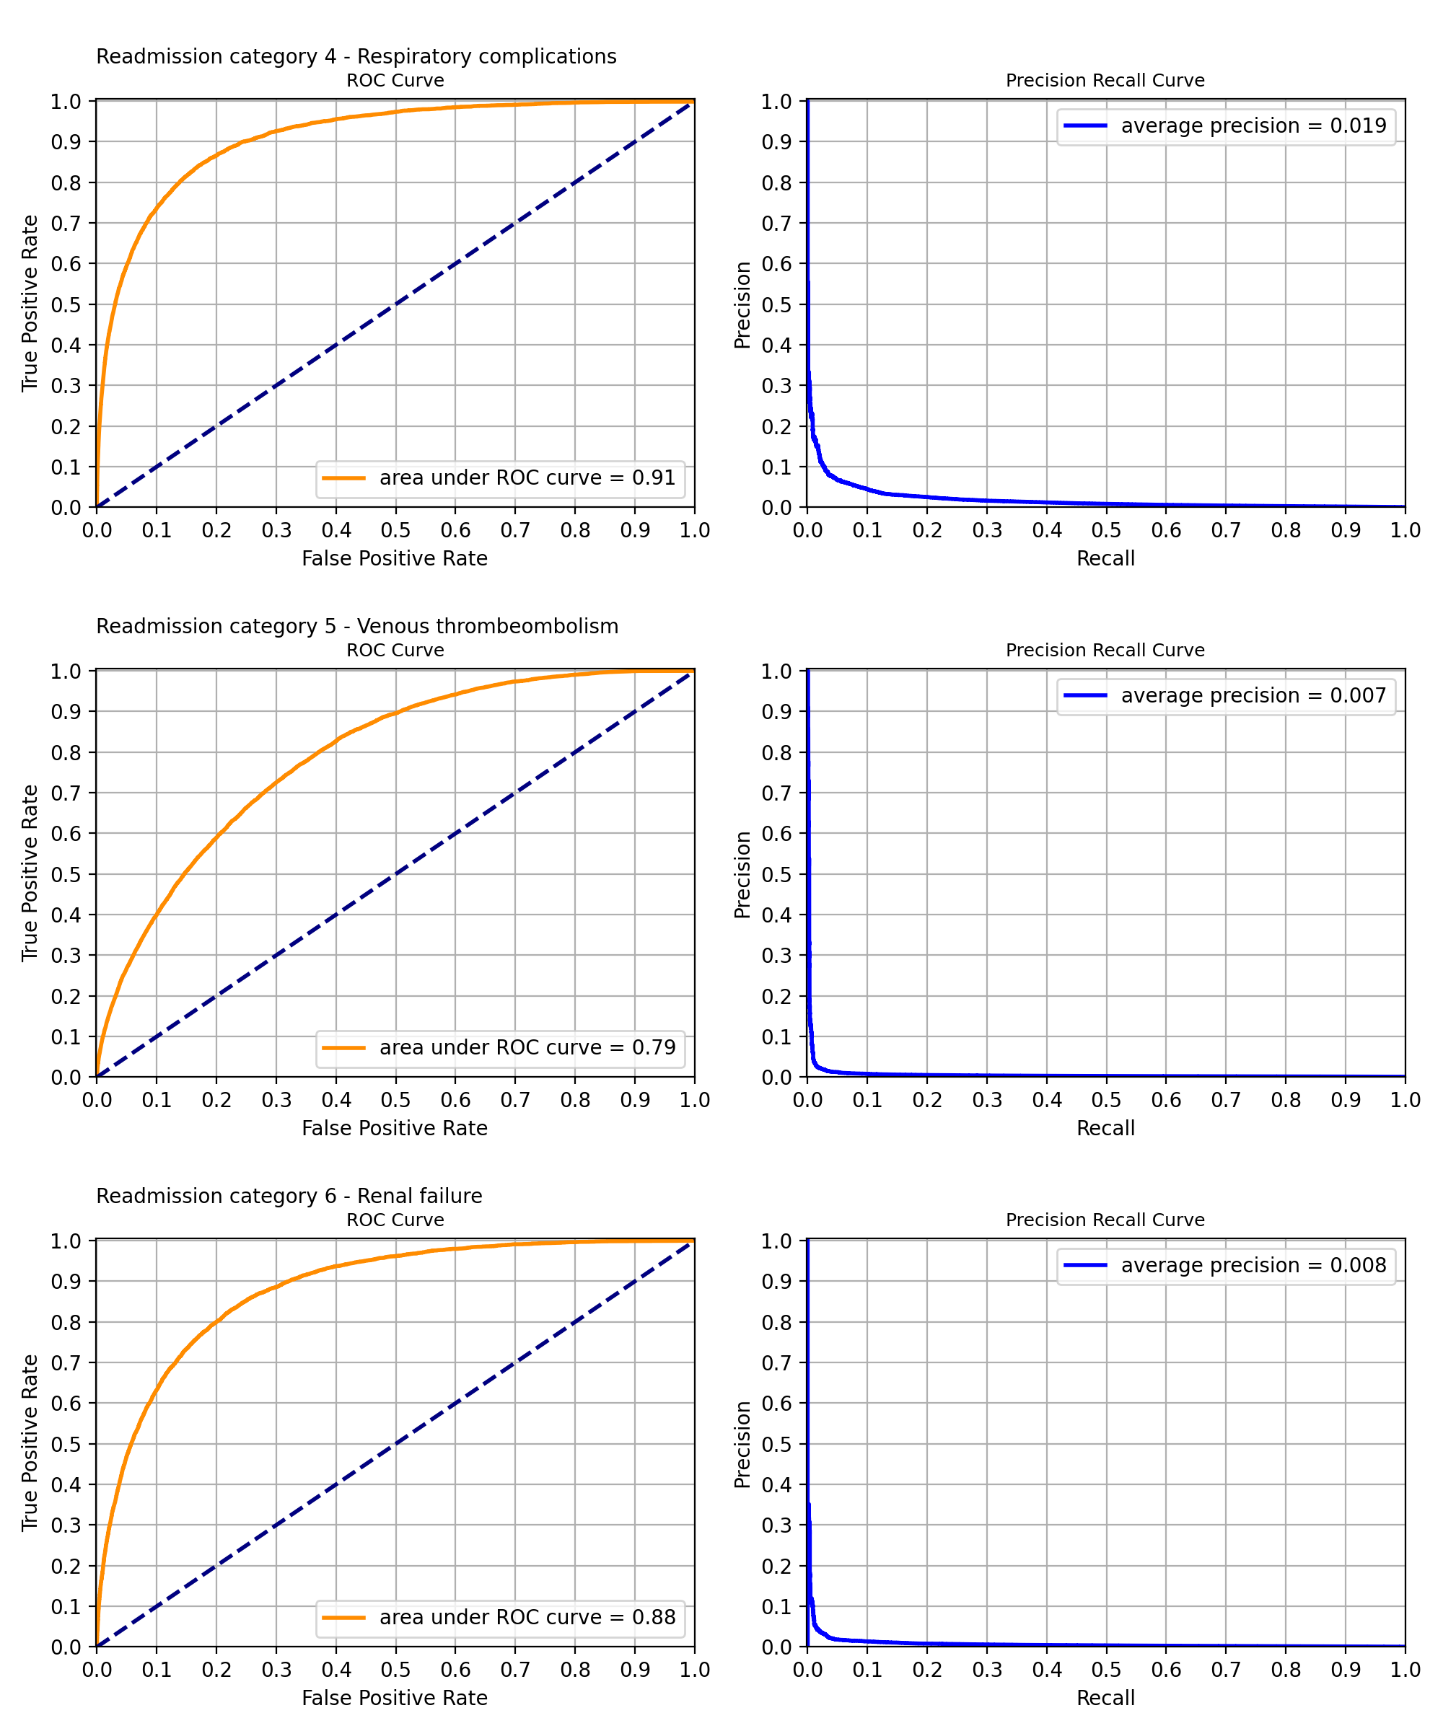 Readmission category 4 - Respiratory complications
ROC Curve
1.0
0.9
0.8
0.7
0.6
0.5
0.4
0.3
0.2
0.1
0.0
True Positive Rate
area under ROC curve = 0.91
0.0 0.1 0.2 0.3 0.4 0.5 0.6 0.7 0.8 0.9 1.0
False Positive Rate
Precision Recall Curve
1.0
0.9
0.8
0.7
0.6
0.5
0.4
0.3
0.2
0.1
0.0
Precision
average precision = 0.019
0.0 0.1 0.2 0.3 0.4 0.5 0.6 0.7 0.8 0.9 1.0
Recall
Readmission category 5 - Venous thrombeombolism
ROC Curve
1.0
0.9
0.8
0.7
0.6
0.5
0.4
0.3
0.2
0.1
0.0
True Positive Rate
area under ROC curve = 0.79
0.0 0.1 0.2 0.3 0.4 0.5 0.6 0.7 0.8 0.9 1.0
False Positive Rate
Precision Recall Curve
1.0
0.9
0.8
0.7
0.6
0.5
0.4
0.3
0.2
0.1
0.0
Precision
average precision = 0.007
0.0 0.1 0.2 0.3 0.4 0.5 0.6 0.7 0.8 0.9 1.0
Recall
Readmission category 6 - Renal failure
ROC Curve
1.0
0.9
0.8
0.7
0.6
0.5
0.4
0.3
0.2
0.1
0.0
True Positive Rate
area under ROC curve = 0.88
0.0 0.1 0.2 0.3 0.4 0.5 0.6 0.7 0.8 0.9 1.0
False Positive Rate
Precision Recall Curve
1.0
0.9
0.8
0.7
0.6
0.5
0.4
0.3
0.2
0.1
0.0
Precision
average precision = 0.008
0.0 0.1 0.2 0.3 0.4 0.5 0.6 0.7 0.8 0.9 1.0
Recall